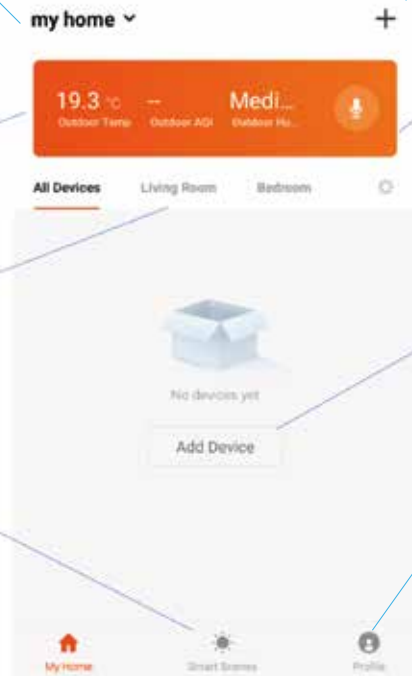 my home
19.3 °C -- Medi...
Outdoor Temp Outdoor AQI Outdoor Hu...
All Devices Living Room Bedroom
No devices yet
Add Device
My Home Smart Scenes Profile